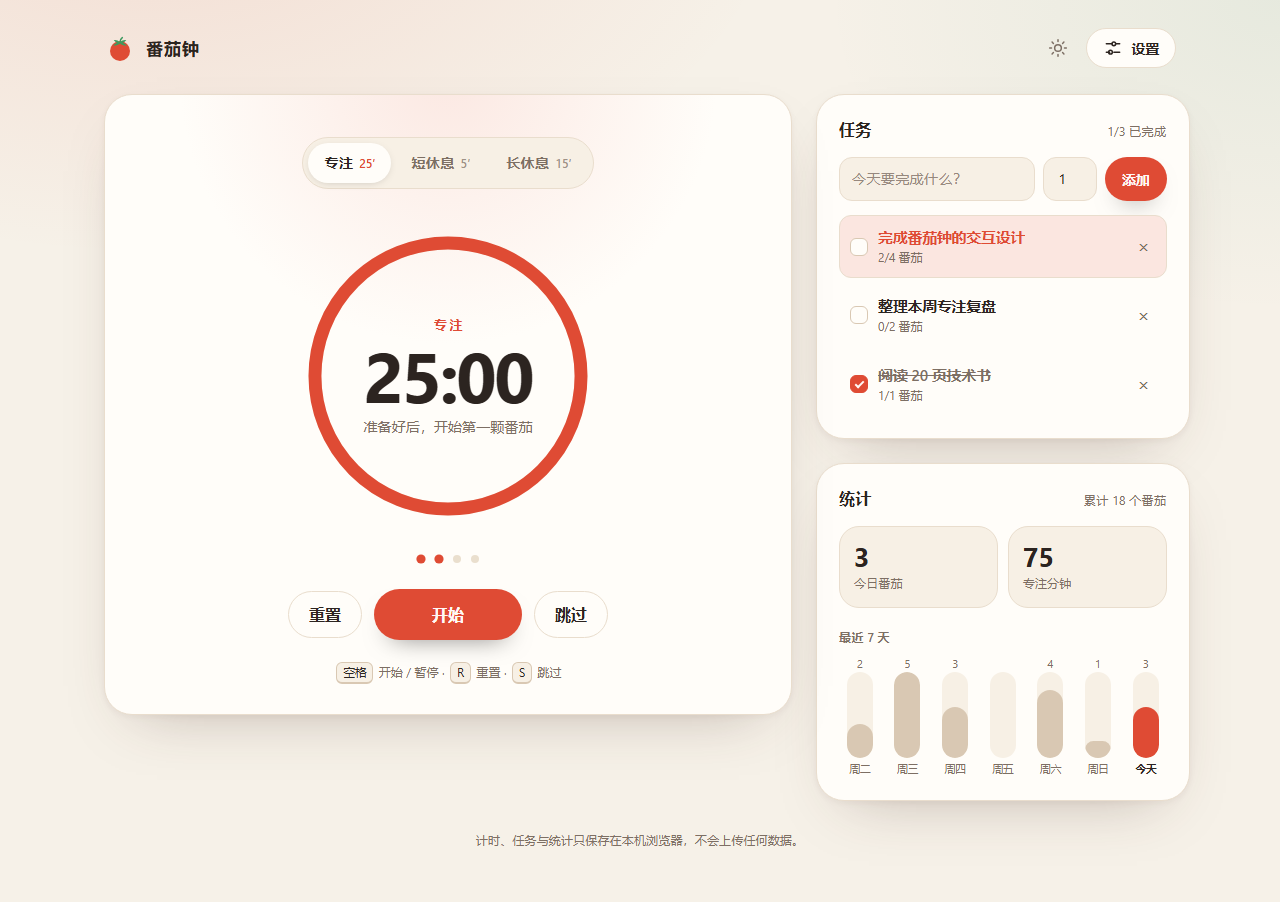 番茄钟
设置
专注 25′ 短休息 5′ 长休息 15′
专注
25:00
准备好后，开始第一颗番茄
重置 开始 跳过
空格 开始 / 暂停 · R 重置 · S 跳过
任务 1/3 已完成
今天要完成什么？ 1 添加
完成番茄钟的交互设计
2/4 番茄
×
整理本周专注复盘
0/2 番茄
×
阅读 20 页技术书
1/1 番茄
×
统计 累计 18 个番茄
3 75
今日番茄 专注分钟
最近 7 天
2 5 3 4 1 3
周二 周三 周四 周五 周六 周日 今天
计时、任务与统计只保存在本机浏览器，不会上传任何数据。